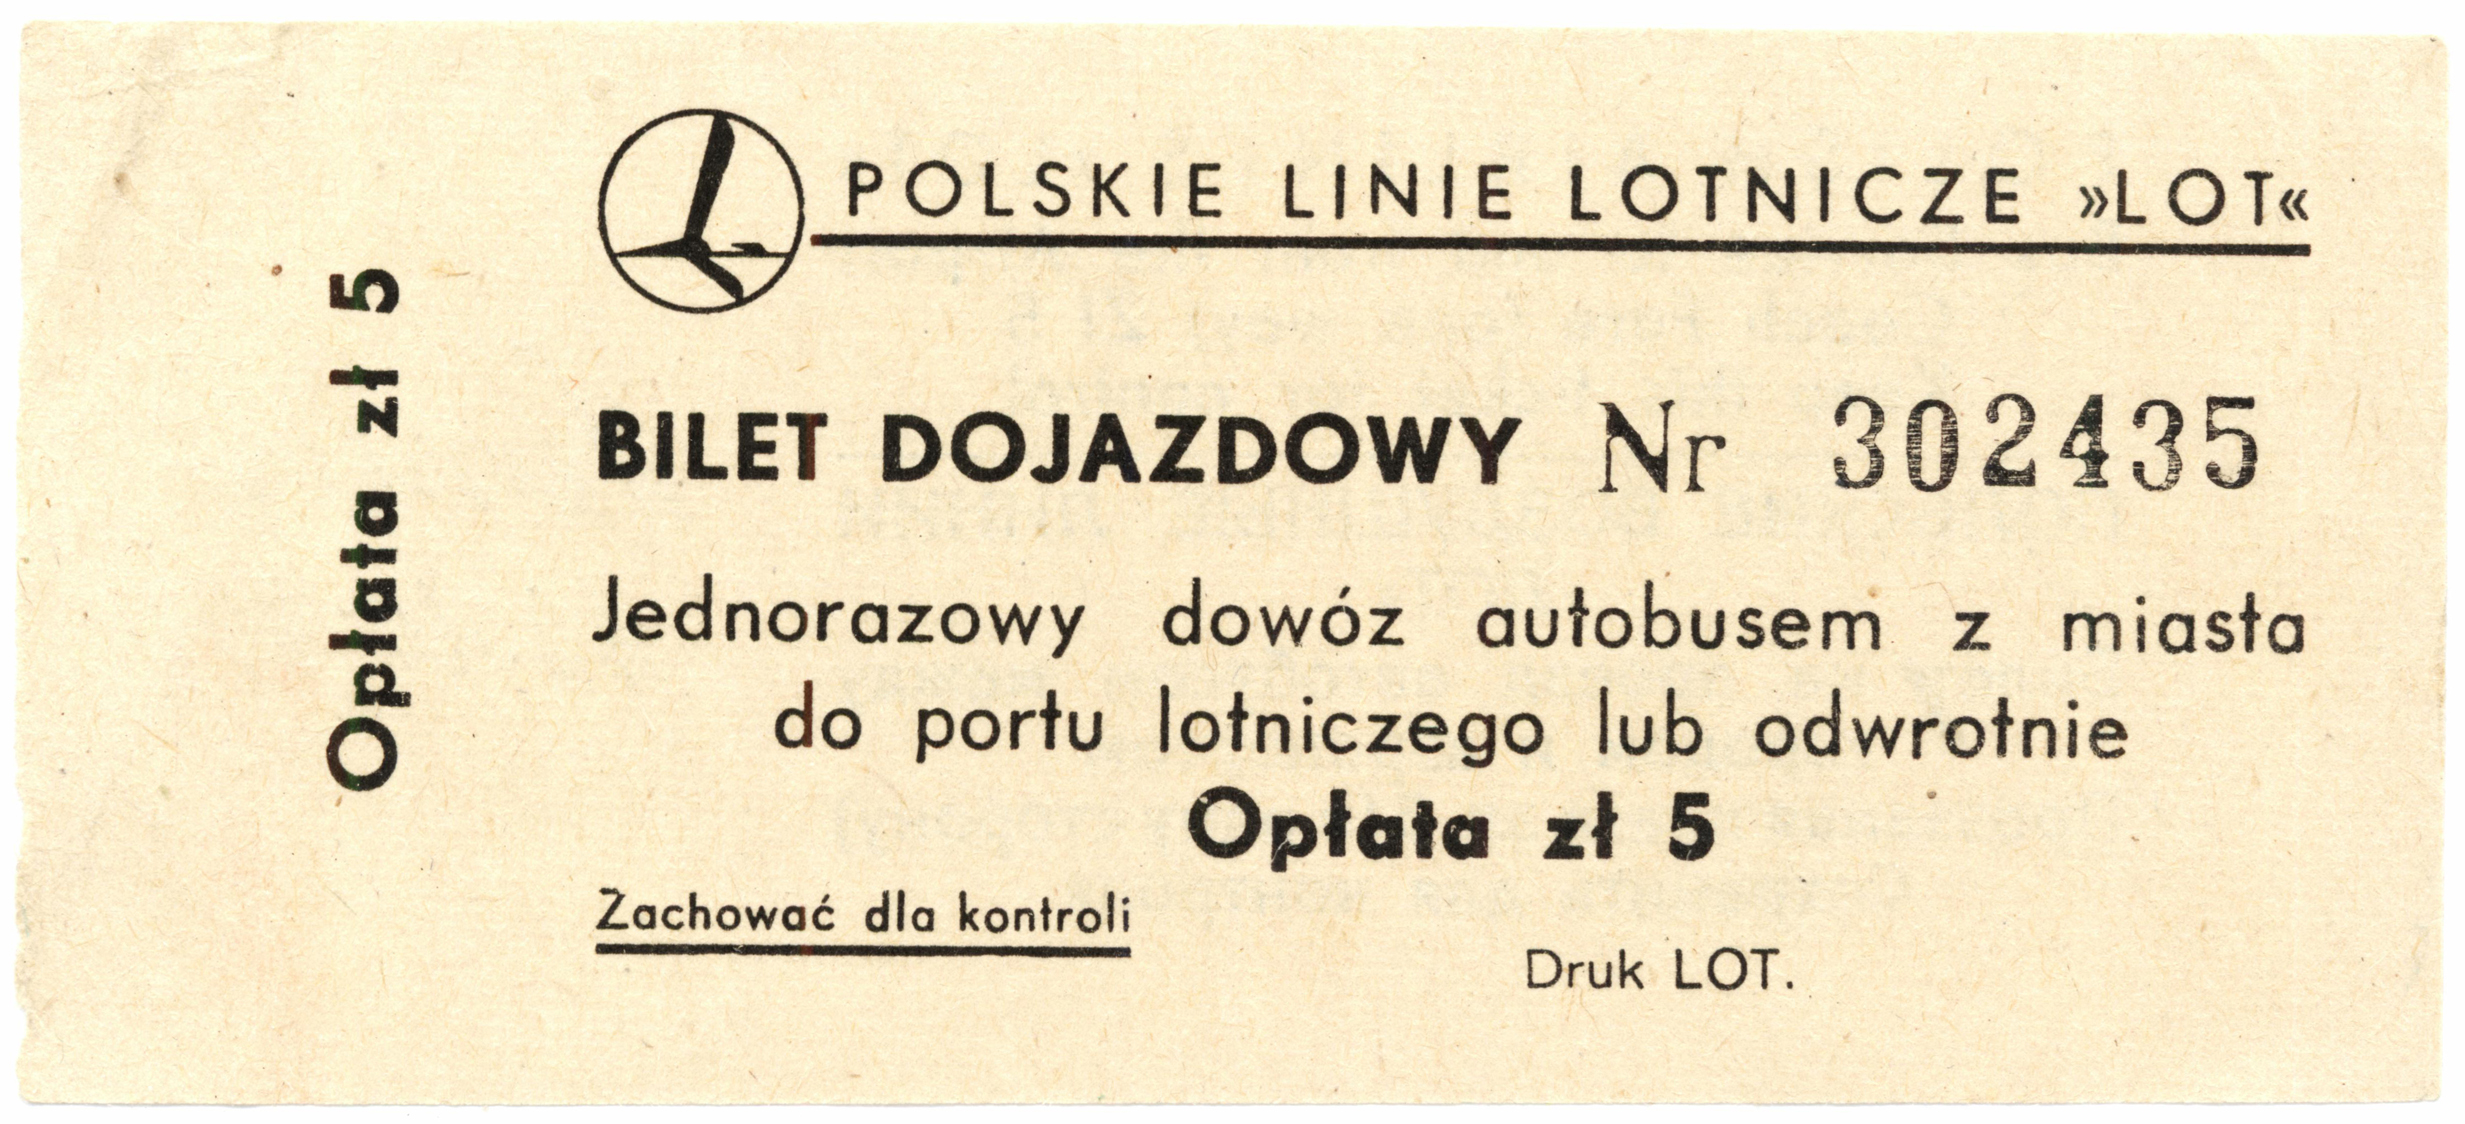 Opłata zł 5
POLSKIE LINIE LOTNICZE »LOT«
BILET DOJAZDOWY Nr 302435
Jednorazowy dowóz autobusem z miasta
do portu lotniczego lub odwrotnie
Opłata zł 5
Zachować dla kontroli
Druk LOT.